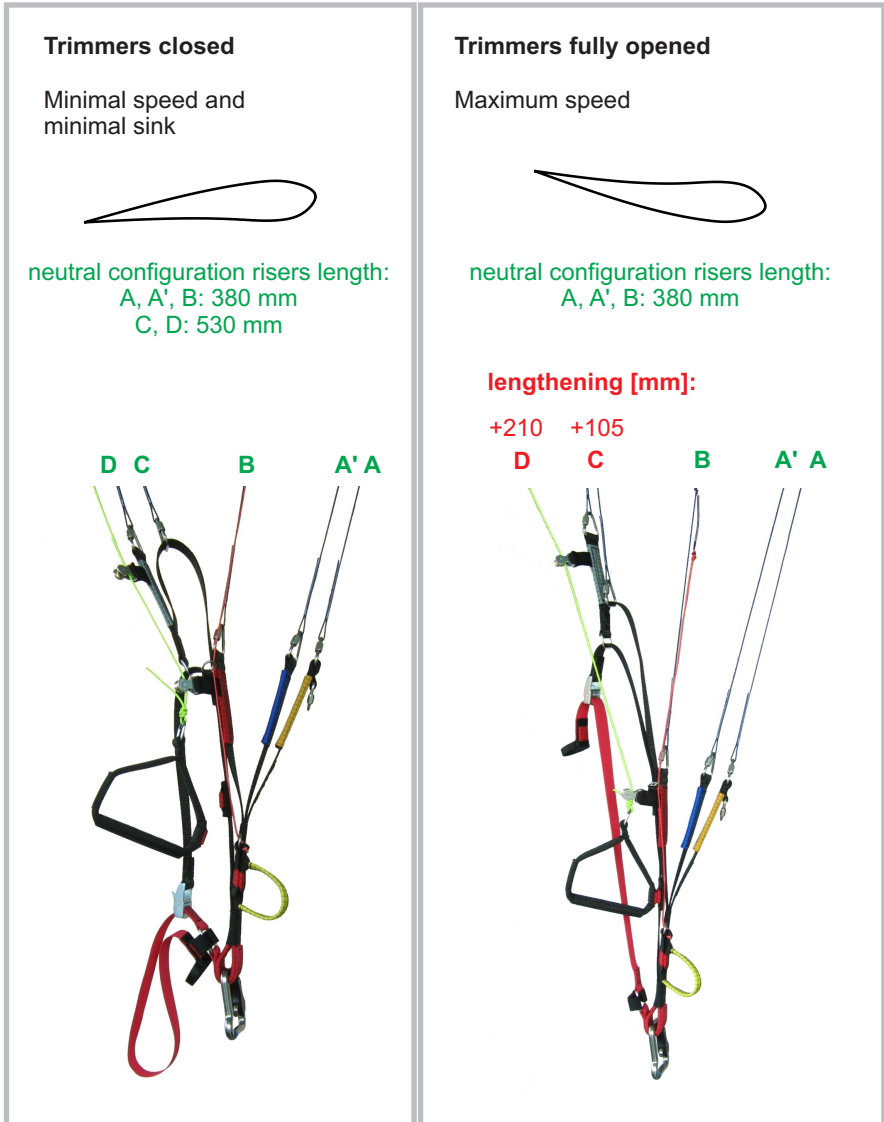 Trimmers closed
Minimal speed and
minimal sink
neutral configuration risers length:
A, A', B: 380 mm
C, D: 530 mm
D C B A' A
Trimmers fully opened
Maximum speed
neutral configuration risers length:
A, A', B: 380 mm
lengthening [mm]:
+210 +105
D C B A' A